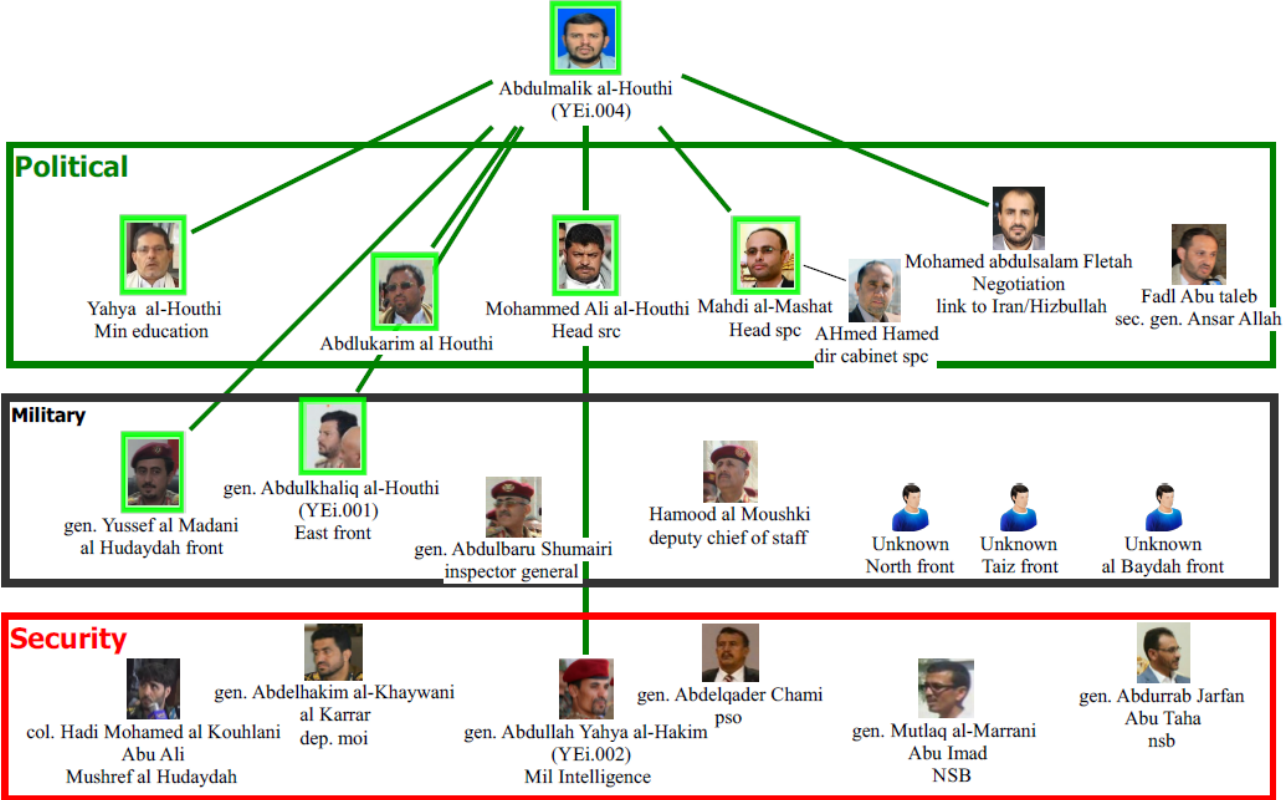 Abdulmalik al-Houthi
(YEi.004)
Political
Yahya al-Houthi
Min education
Abdlukarim al Houthi
Mohammed Ali al-Houthi
Head src
Mahdi al-Mashat
Head spc
AHmed Hamed
dir cabinet spc
Mohamed abdulsalam Fletah
Negotiation
link to Iran/Hizbullah
Fadl Abu taleb
sec. gen. Ansar Allah
Military
gen. Yussef al Madani
al Hudaydah front
gen. Abdulkhaliq al-Houthi
(YEi.001)
East front
gen. Abdulbaru Shumairi
inspector general
Hamood al Moushki
deputy chief of staff
Unknown
North front
Unknown
Taiz front
Unknown
al Baydah front
Security
col. Hadi Mohamed al Kouhlani
Abu Ali
Mushref al Hudaydah
gen. Abdelhakim al-Khaywani
al Karrar
dep. moi
gen. Abdullah Yahya al-Hakim
(YEi.002)
Mil Intelligence
gen. Abdelqader Chami
pso
gen. Mutlaq al-Marrani
Abu Imad
NSB
gen. Abdurrab Jarfan
Abu Taha
nsb